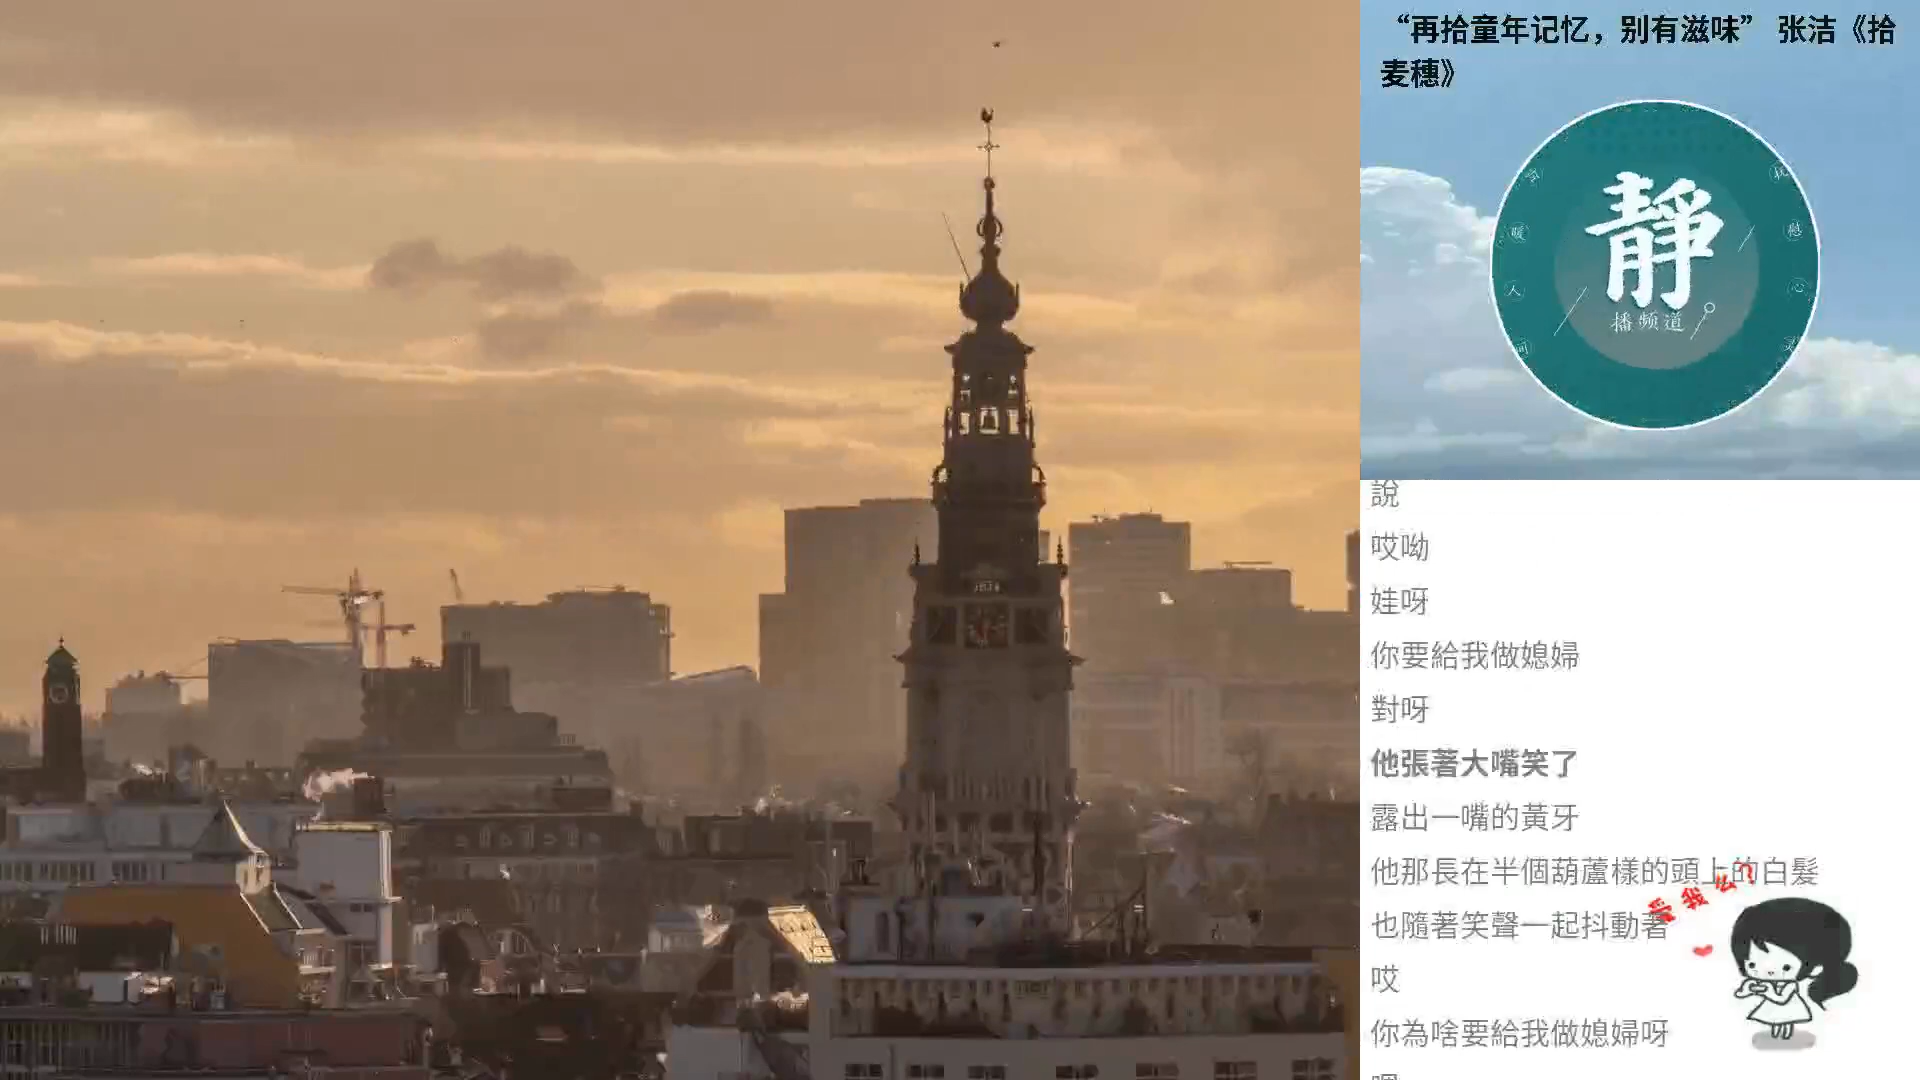 “再拾童年记忆，别有滋味” 张洁《拾
麦穗》
靜
播频道
說
哎呦
娃呀
你要給我做媳婦
對呀
他張著大嘴笑了
露出一嘴的黃牙
他那長在半個葫蘆樣的頭上的白髮
也隨著笑聲一起抖動著
哎
你為啥要給我做媳婦呀
爱我么?